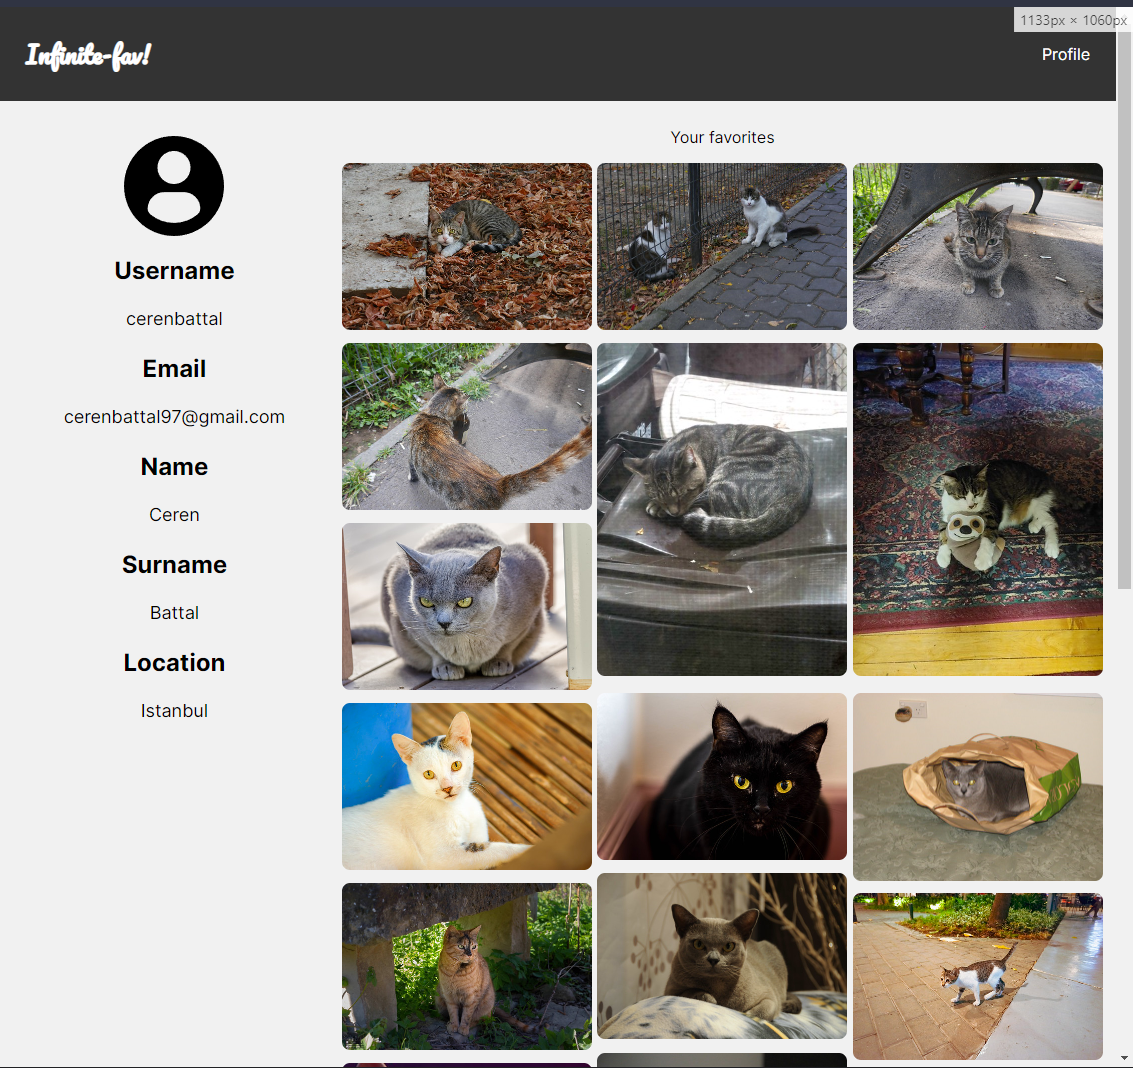 1133px × 1060px
Infinite-fav!
Profile
Your favorites
Username
cerenbattal
Email
cerenbattal97@gmail.com
Name
Ceren
Surname
Battal
Location
Istanbul